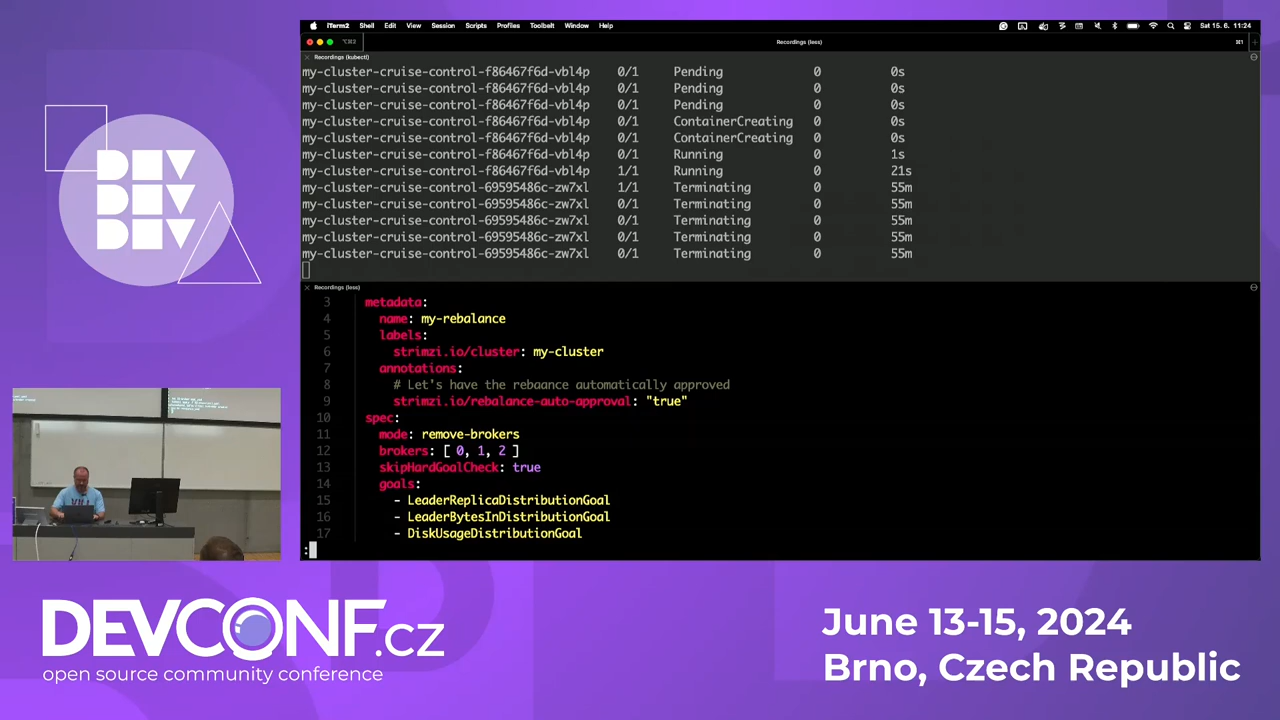 iTerm2 Shell Edit View Session Scripts Profiles Toolbelt Window Help Sat 15. 6. 11:24
⌥⌘2 Recordings (less) ⌘1
Recordings (kubectl)
my-cluster-cruise-control-f86467f6d-vbl4p 0/1 Pending 0 0s
my-cluster-cruise-control-f86467f6d-vbl4p 0/1 Pending 0 0s
my-cluster-cruise-control-f86467f6d-vbl4p 0/1 Pending 0 0s
my-cluster-cruise-control-f86467f6d-vbl4p 0/1 ContainerCreating 0 0s
my-cluster-cruise-control-f86467f6d-vbl4p 0/1 ContainerCreating 0 0s
my-cluster-cruise-control-f86467f6d-vbl4p 0/1 Running 0 1s
my-cluster-cruise-control-f86467f6d-vbl4p 1/1 Running 0 21s
my-cluster-cruise-control-69595486c-zw7xl 1/1 Terminating 0 55m
my-cluster-cruise-control-69595486c-zw7xl 0/1 Terminating 0 55m
my-cluster-cruise-control-69595486c-zw7xl 0/1 Terminating 0 55m
my-cluster-cruise-control-69595486c-zw7xl 0/1 Terminating 0 55m
my-cluster-cruise-control-69595486c-zw7xl 0/1 Terminating 0 55m
Recordings (less)
3 metadata:
4 name: my-rebalance
5 labels:
6 strimzi.io/cluster: my-cluster
7 annotations:
8 # Let's have the rebaance automatically approved
9 strimzi.io/rebalance-auto-approval: "true"
10 spec:
11 mode: remove-brokers
12 brokers: [ 0, 1, 2 ]
13 skipHardGoalCheck: true
14 goals:
15 - LeaderReplicaDistributionGoal
16 - LeaderBytesInDistributionGoal
17 - DiskUsageDistributionGoal
:
DEV
DEV
DEV
DEVCONF.cz
open source community conference
June 13-15, 2024
Brno, Czech Republic